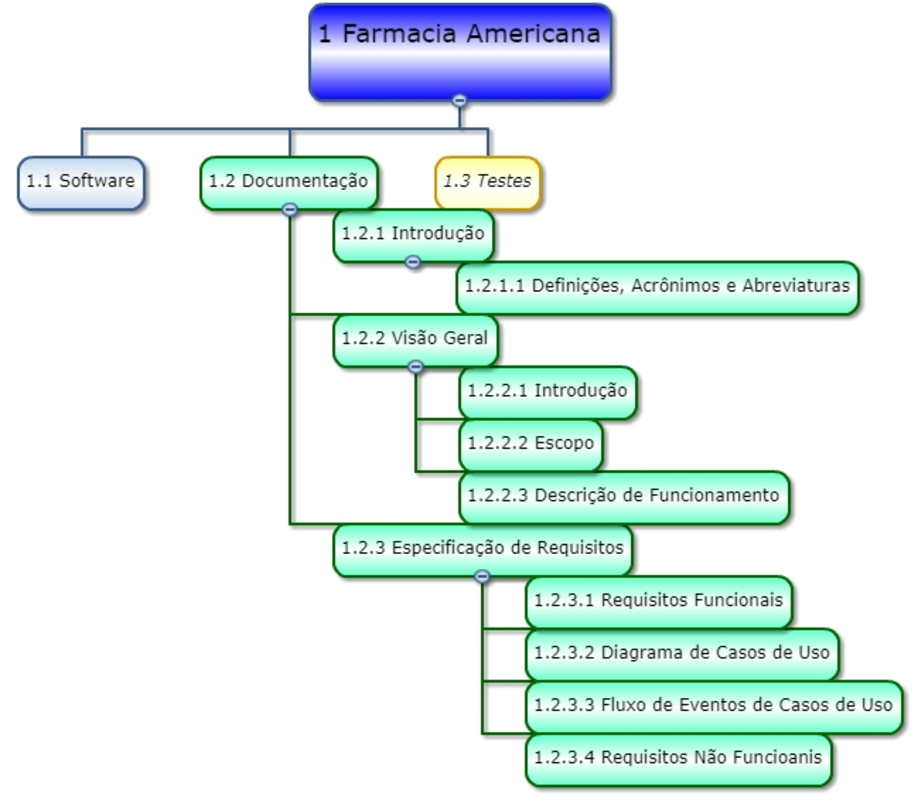 1 Farmacia Americana
1.1 Software
1.2 Documentação
1.3 Testes
1.2.1 Introdução
1.2.1.1 Definições, Acrônimos e Abreviaturas
1.2.2 Visão Geral
1.2.2.1 Introdução
1.2.2.2 Escopo
1.2.2.3 Descrição de Funcionamento
1.2.3 Especificação de Requisitos
1.2.3.1 Requisitos Funcionais
1.2.3.2 Diagrama de Casos de Uso
1.2.3.3 Fluxo de Eventos de Casos de Uso
1.2.3.4 Requisitos Não Funcioanis